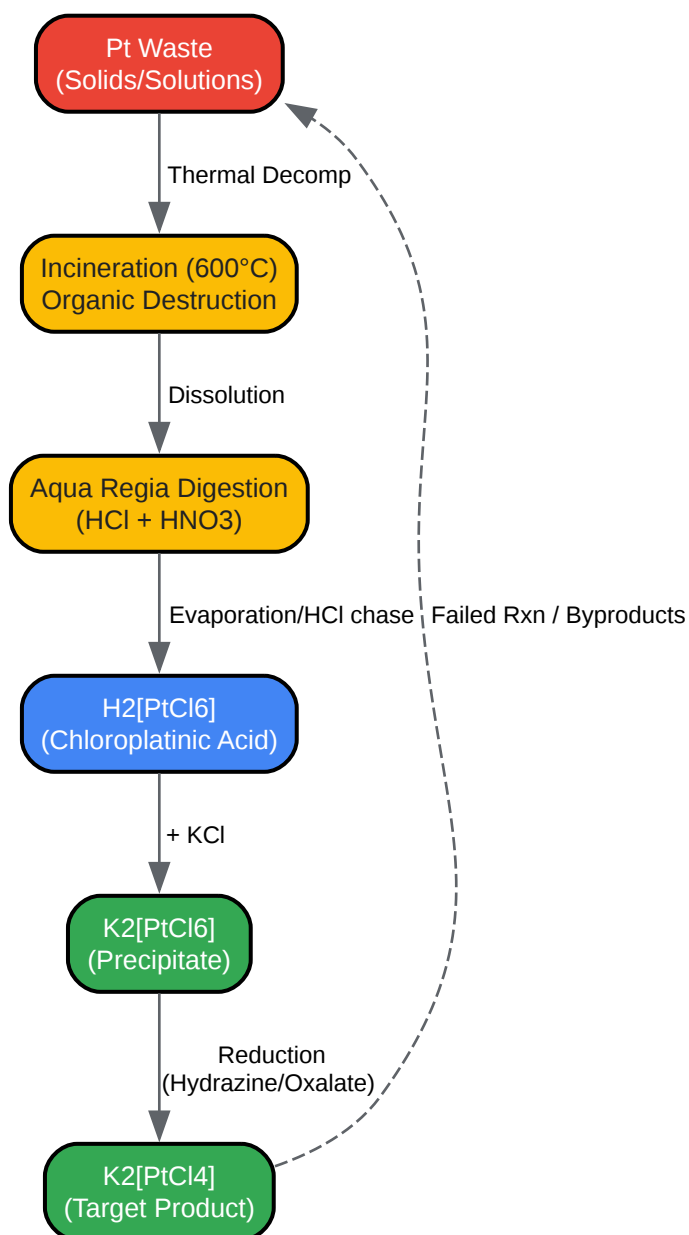 Pt Waste
(Solids/Solutions)
Thermal Decomp
Incineration (600°C)
Organic Destruction
Dissolution
Aqua Regia Digestion
(HCl + HNO3)
Evaporation/HCl chase
Failed Rxn / Byproducts
H2[PtCl6]
(Chloroplatinic Acid)
+ KCl
K2[PtCl6]
(Precipitate)
Reduction
(Hydrazine/Oxalate)
K2[PtCl4]
(Target Product)